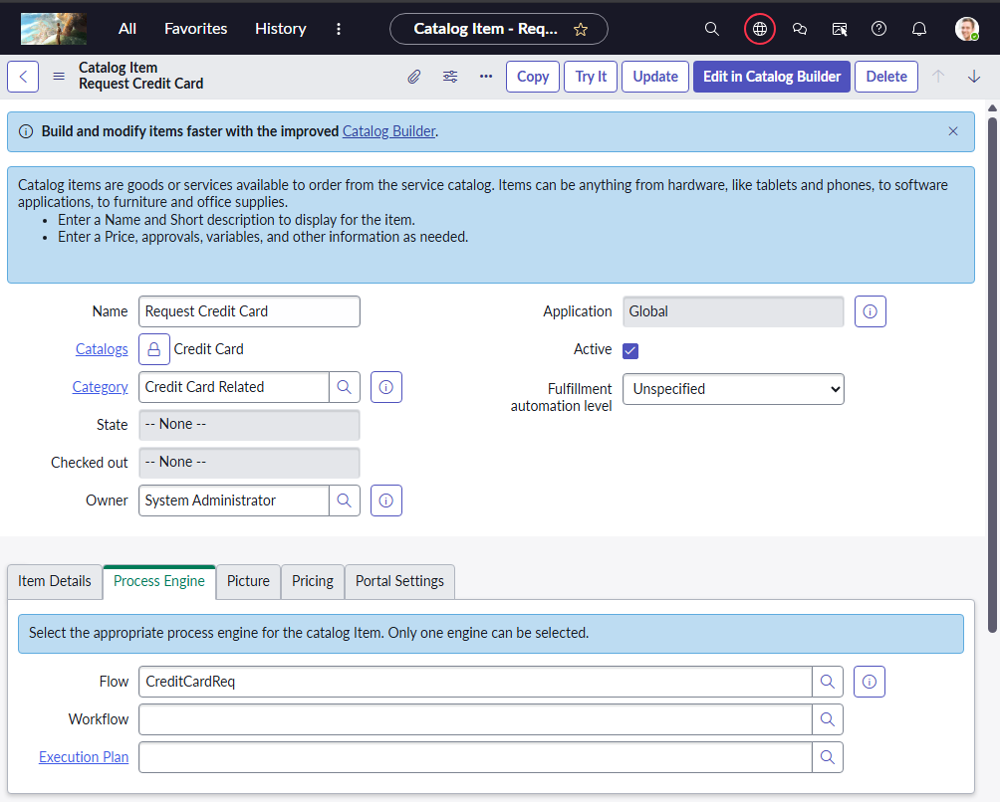 All Favorites History Catalog Item - Req...
Catalog Item
Request Credit Card
Copy Try It Update Edit in Catalog Builder Delete
Build and modify items faster with the improved Catalog Builder.
Catalog items are goods or services available to order from the service catalog. Items can be anything from hardware, like tablets and phones, to software
applications, to furniture and office supplies.
• Enter a Name and Short description to display for the item.
• Enter a Price, approvals, variables, and other information as needed.
Name Request Credit Card
Application Global
Catalogs Credit Card
Active
Category Credit Card Related
Fulfillment
automation level Unspecified
State -- None --
Checked out -- None --
Owner System Administrator
Item Details Process Engine Picture Pricing Portal Settings
Select the appropriate process engine for the catalog Item. Only one engine can be selected.
Flow CreditCardReq
Workflow
Execution Plan